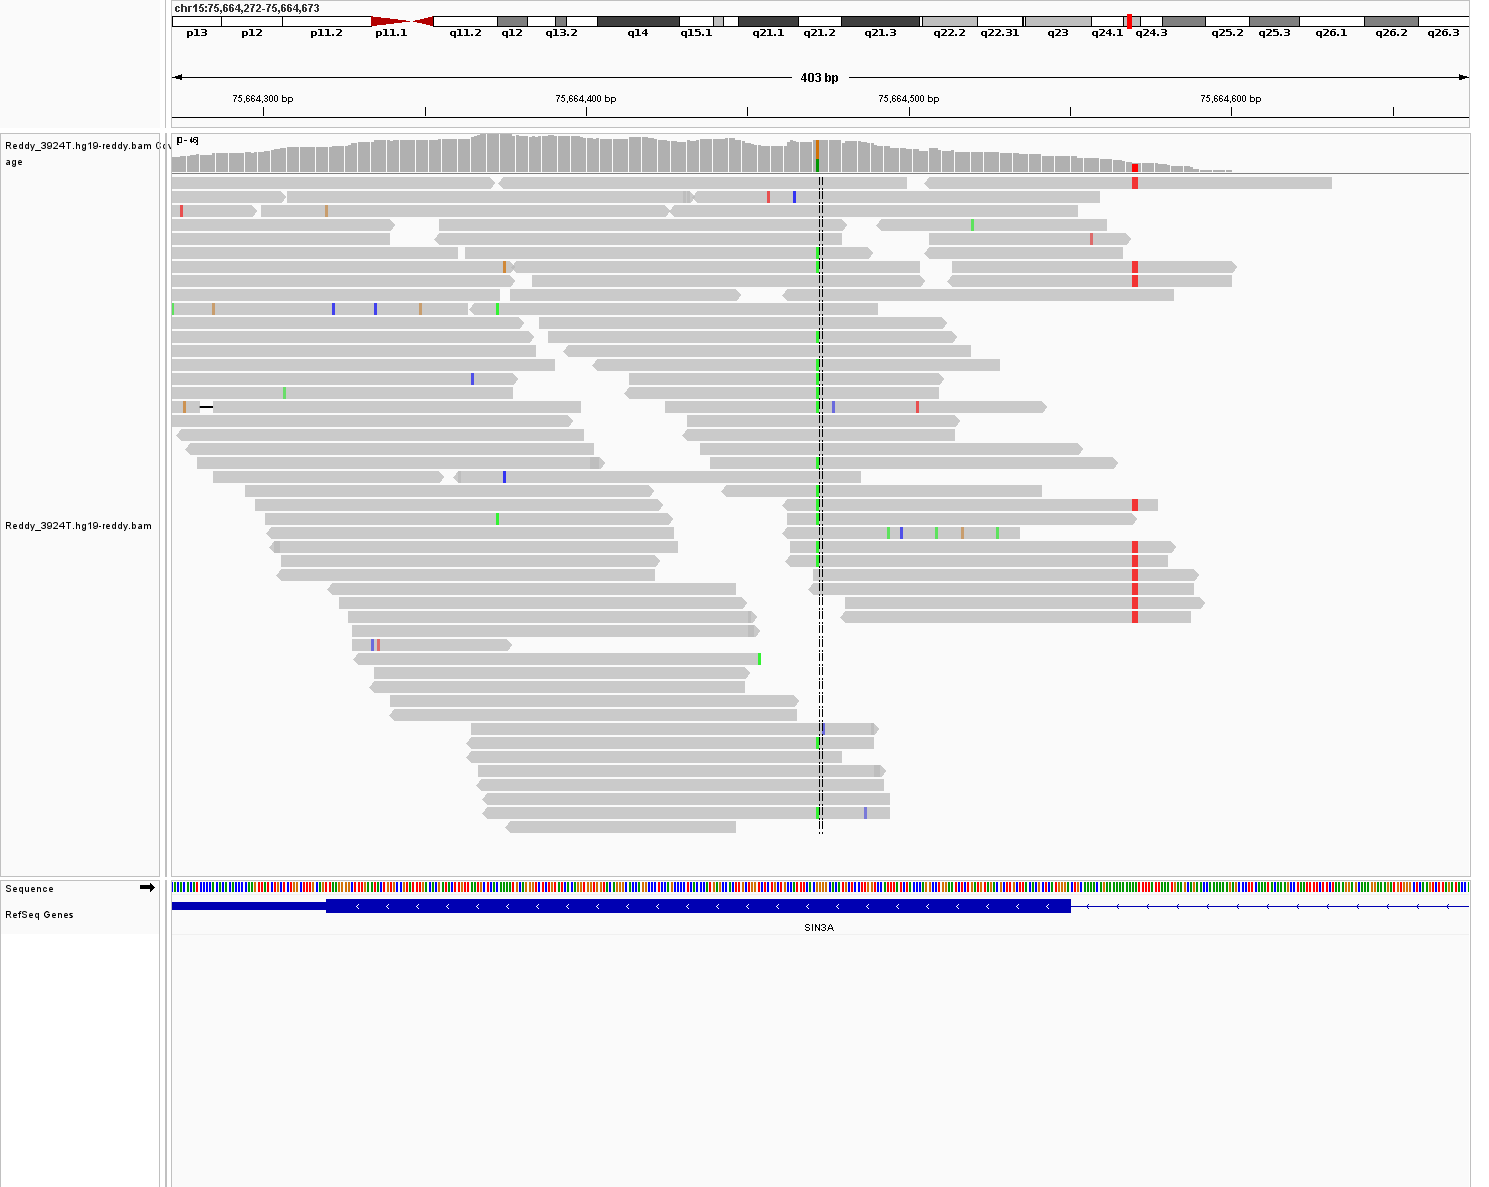 chr15:75,664,272-75,664,673
p13 p12 p11.2 p11.1 q11.2 q12 q13.2 q14 q15.1 q21.1 q21.2 q21.3 q22.2 q22.31 q23 q24.1 q24.3 q25.2 q25.3 q26.1 q26.2 q26.3
403 bp
75,664,300 bp 75,664,400 bp 75,664,500 bp 75,664,600 bp
[0 - 46]
Reddy_3924T.hg19-reddy.bam Cov
age
Reddy_3924T.hg19-reddy.bam
Sequence
RefSeq Genes
SIN3A